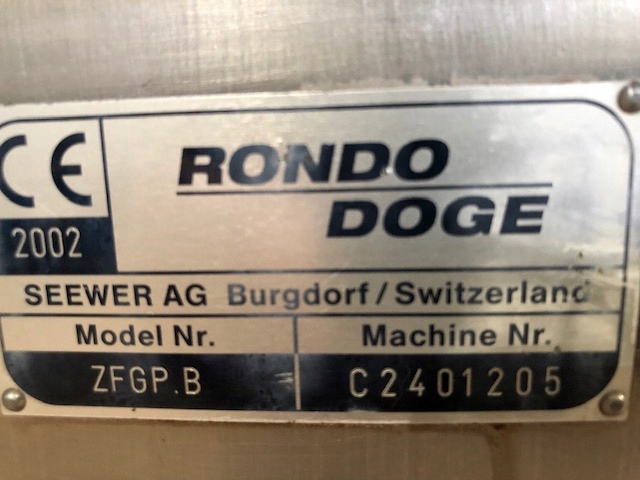 CE
2002
RONDO
DOGE
SEEWER AG Burgdorf / Switzerland
Model Nr.
Machine Nr.
ZFGP.B
C2401205